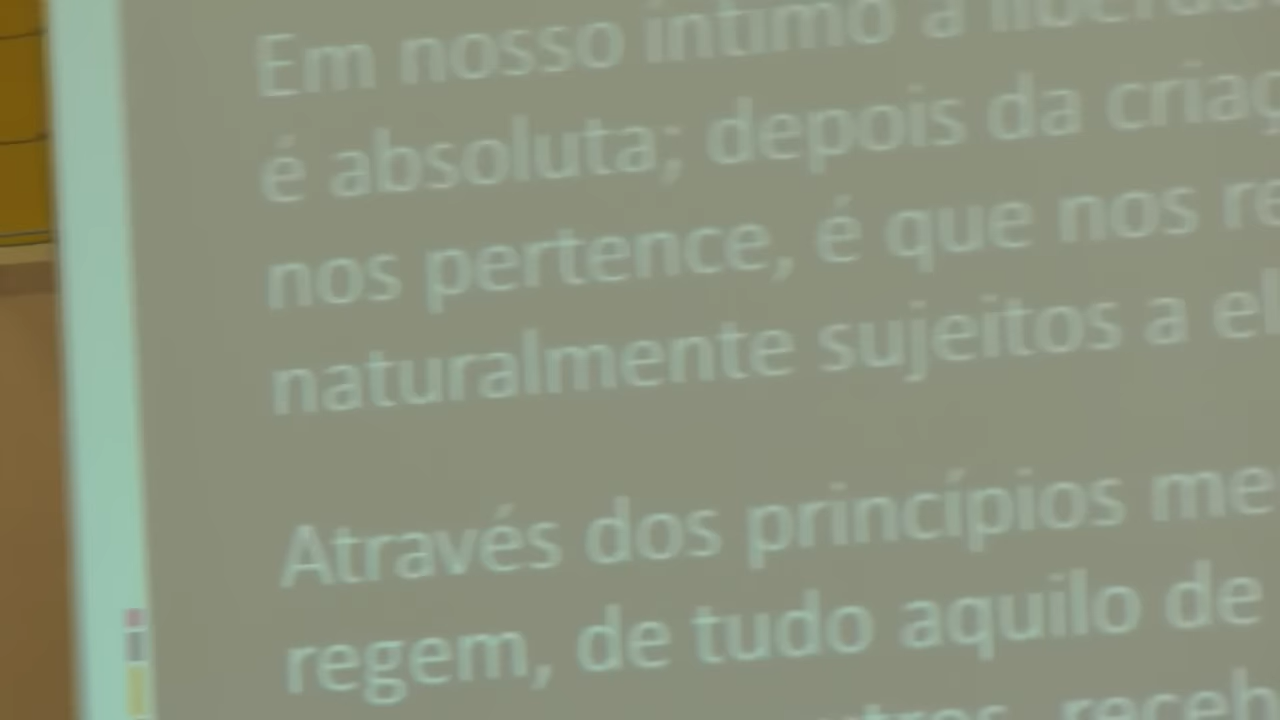 Em nosso íntimo a
é absoluta; depois da
nos pertence, é que nos
naturalmente sujeitos a
Através dos princípios
regem, de tudo aquilo de